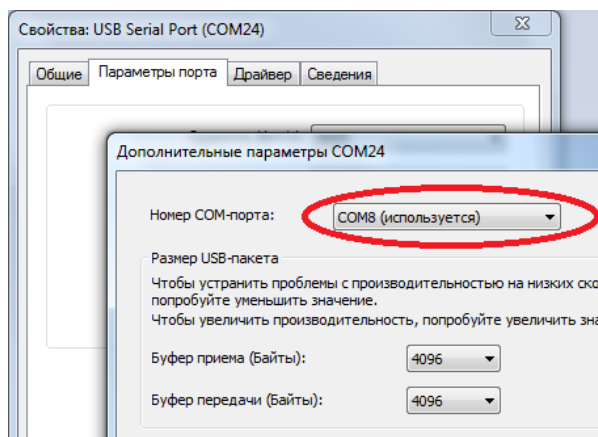 Свойства: USB Serial Port (COM24)
Общие Параметры порта Драйвер Сведения
Дополнительные параметры COM24
Номер COM-порта: COM8 (используется)
Размер USB-пакета
Чтобы устранить проблемы с производительностью на низких ско
попробуйте уменьшить значение.
Чтобы увеличить производительность, попробуйте увеличить зна
Буфер приема (Байты): 4096
Буфер передачи (Байты): 4096